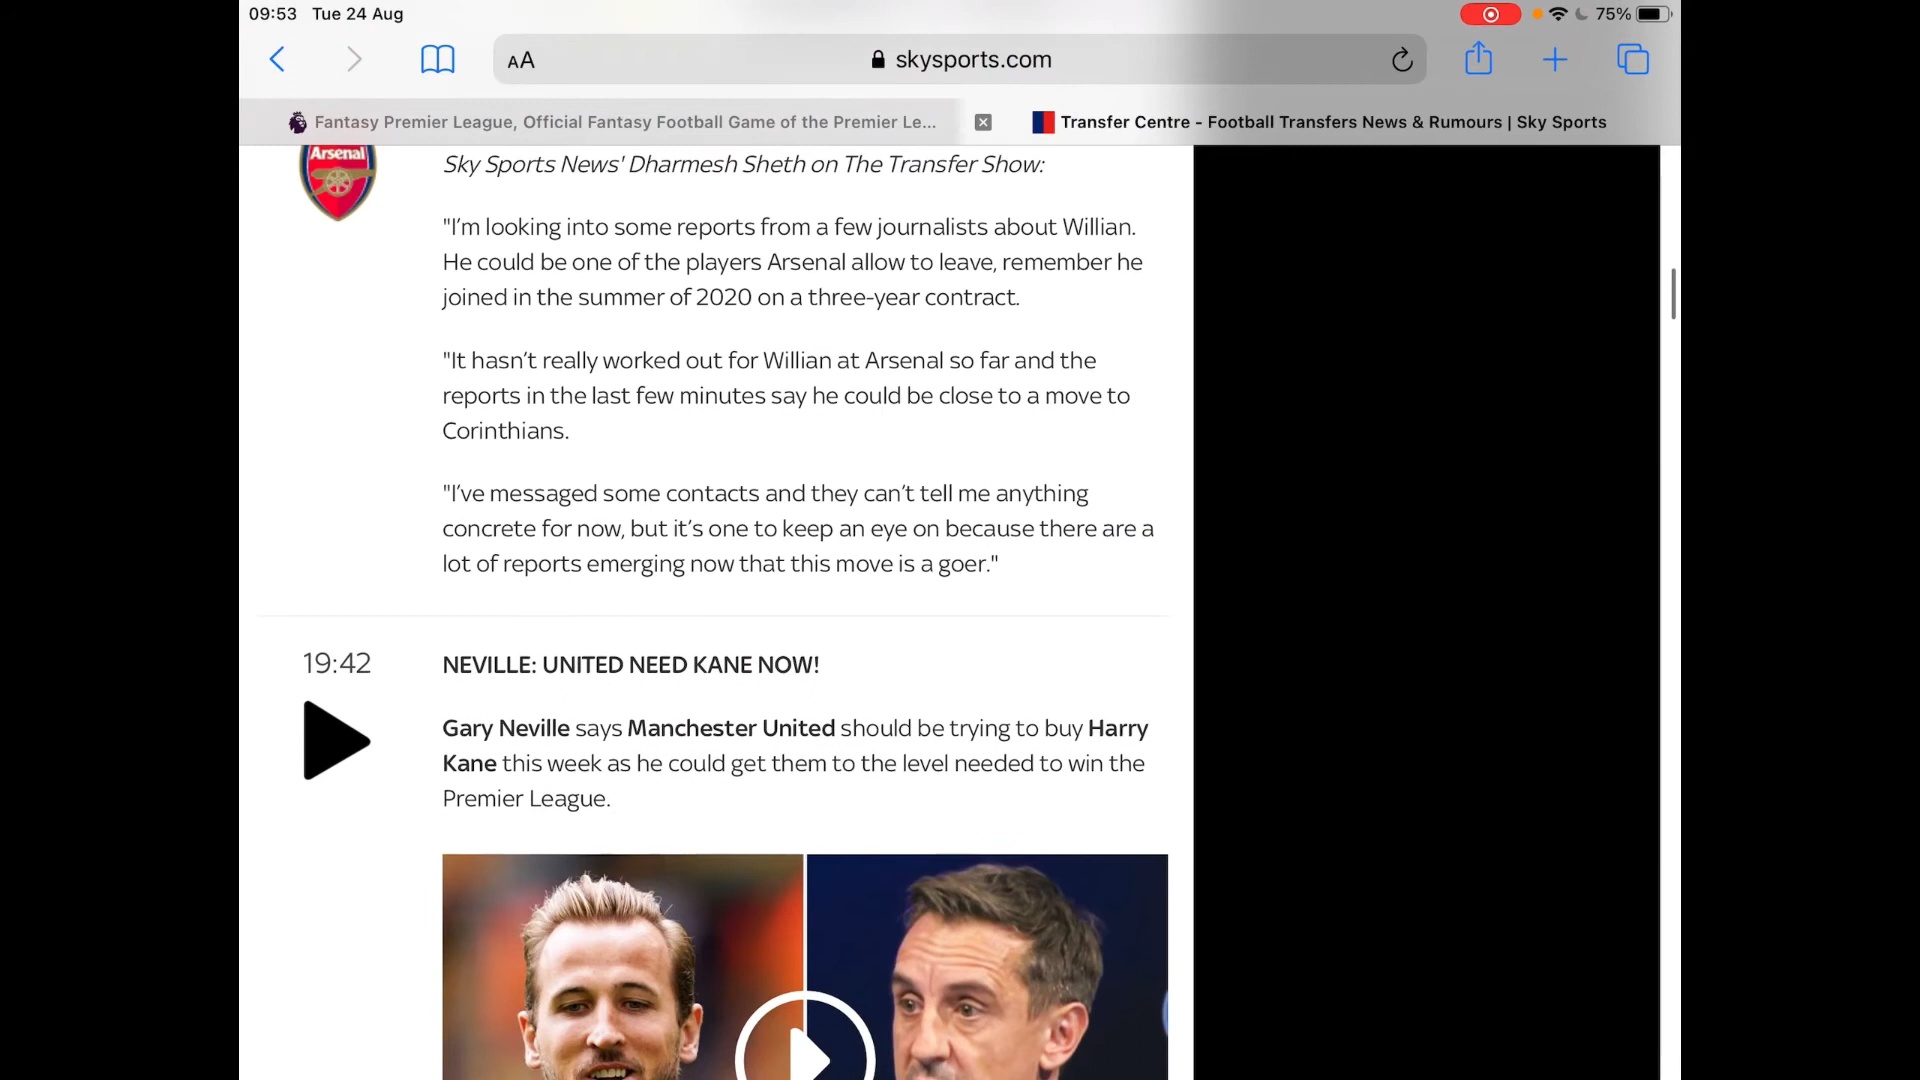 09:53 Tue 24 Aug
75%
AA
skysports.com
Fantasy Premier League, Official Fantasy Football Game of the Premier Le...
Transfer Centre - Football Transfers News & Rumours | Sky Sports
Arsenal
Sky Sports News' Dharmesh Sheth on The Transfer Show:
"I'm looking into some reports from a few journalists about Willian.
He could be one of the players Arsenal allow to leave, remember he
joined in the summer of 2020 on a three-year contract.
"It hasn't really worked out for Willian at Arsenal so far and the
reports in the last few minutes say he could be close to a move to
Corinthians.
"I've messaged some contacts and they can't tell me anything
concrete for now, but it's one to keep an eye on because there are a
lot of reports emerging now that this move is a goer."
19:42
NEVILLE: UNITED NEED KANE NOW!
Gary Neville says Manchester United should be trying to buy Harry
Kane this week as he could get them to the level needed to win the
Premier League.